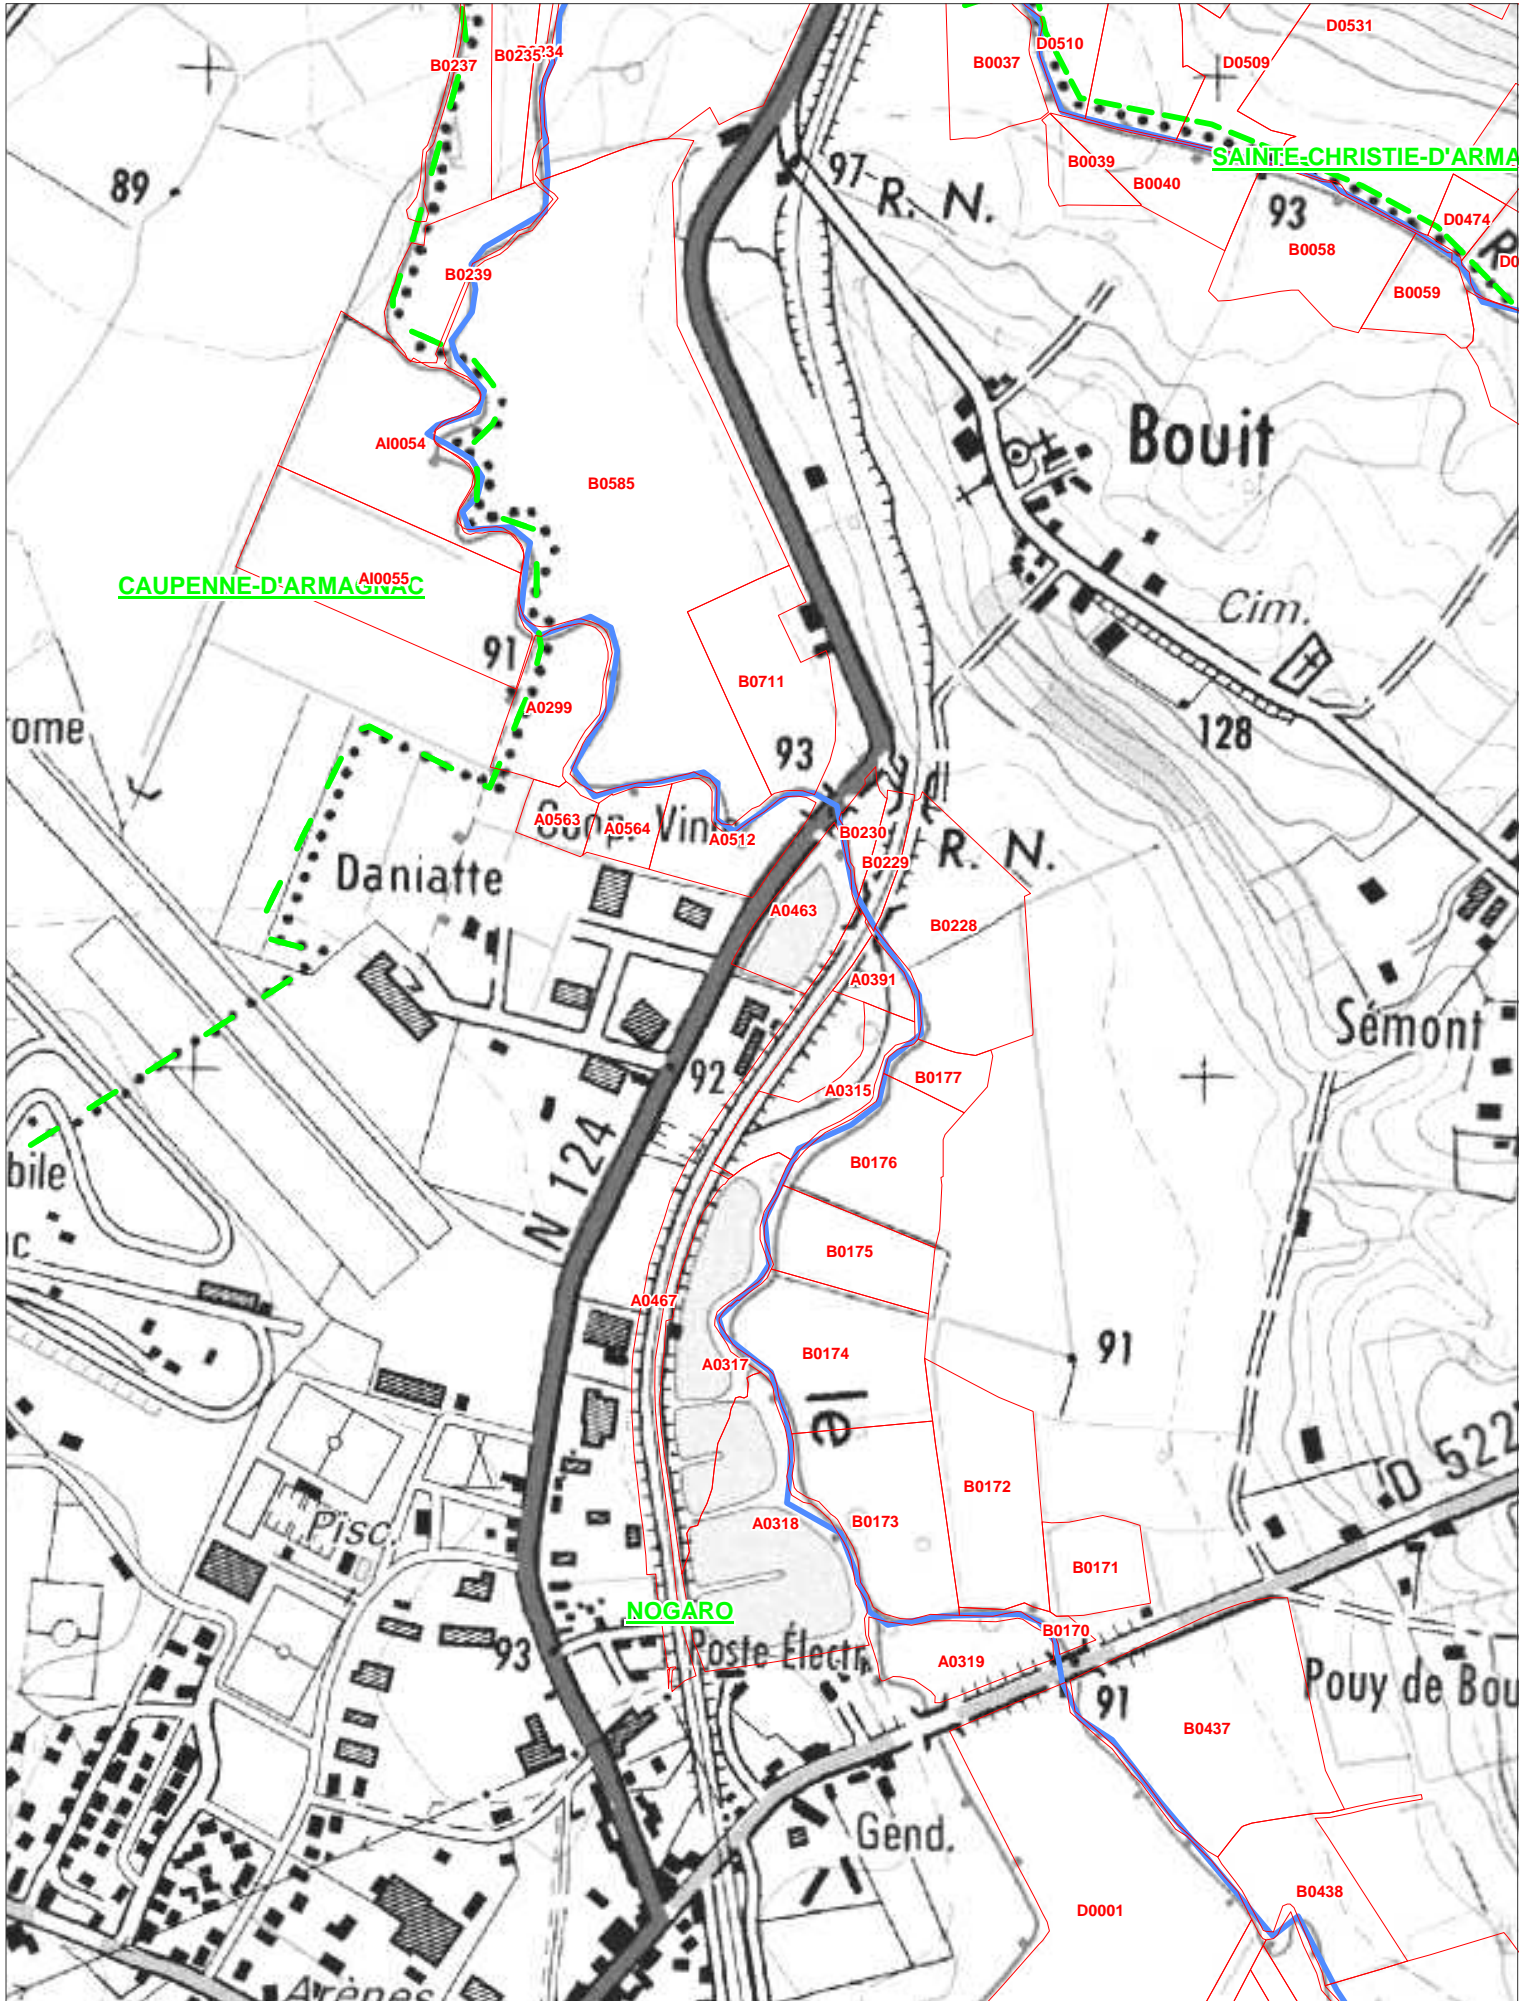 D0531
B0235
B0237
D0510
B0037
D0509
B0039
SAINTE-CHRISTIE-D'ARMA
97
R. N.
B0040
89
93
D0474
R
B0058
D0
B0239
B0059
AI0054
Bouit
B0585
AI0055
CAUPENNE-D'ARMAGNAC
Cim.
91
B0711
A0299
ome
128
93
A0563
A0564
A0512
B0230
R. N.
B0229
Daniatte
A0463
B0228
A0391
Sémont
92
B0177
A0315
N 124
B0176
bile
B0175
c
A0467
91
B0174
A0317
le
D 522
B0172
Pisc.
A0318
B0173
B0171
NOGARO
B0170
93
Poste Électr.
A0319
91
Pouy de Bou
B0437
Gend.
B0438
D0001
Arènes